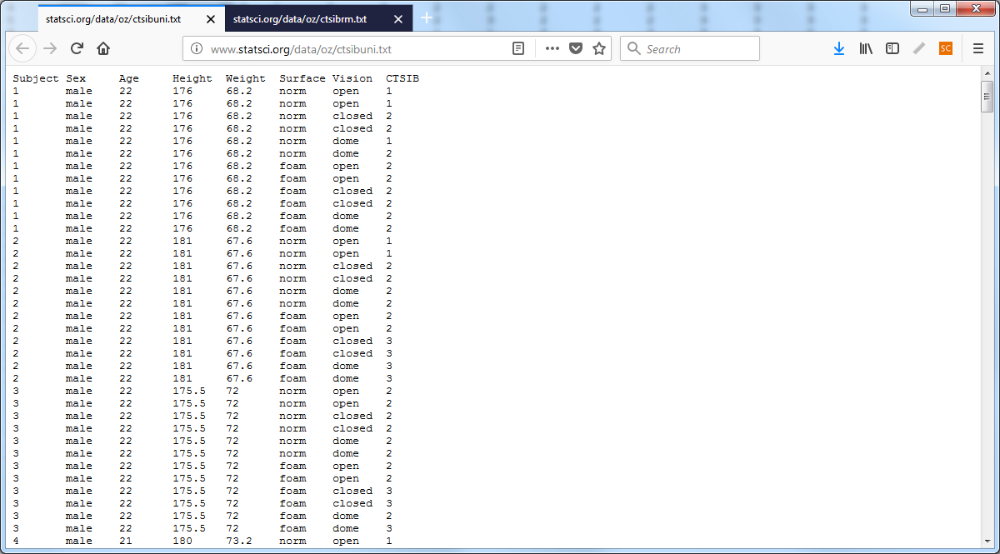 statsci.org/data/oz/ctsibuni.txt
statsci.org/data/oz/ctsibrm.txt
www.statsci.org/data/oz/ctsibuni.txt
Search
SC
Subject Sex Age Height Weight Surface Vision CTSIB
1 male 22 176 68.2 norm open 1
1 male 22 176 68.2 norm open 1
1 male 22 176 68.2 norm closed 2
1 male 22 176 68.2 norm closed 2
1 male 22 176 68.2 norm dome 1
1 male 22 176 68.2 norm dome 2
1 male 22 176 68.2 foam open 2
1 male 22 176 68.2 foam open 2
1 male 22 176 68.2 foam closed 2
1 male 22 176 68.2 foam closed 2
1 male 22 176 68.2 foam dome 2
1 male 22 176 68.2 foam dome 2
2 male 22 181 67.6 norm open 1
2 male 22 181 67.6 norm open 1
2 male 22 181 67.6 norm closed 2
2 male 22 181 67.6 norm closed 2
2 male 22 181 67.6 norm dome 2
2 male 22 181 67.6 norm dome 2
2 male 22 181 67.6 foam open 2
2 male 22 181 67.6 foam open 2
2 male 22 181 67.6 foam closed 3
2 male 22 181 67.6 foam closed 3
2 male 22 181 67.6 foam dome 3
2 male 22 181 67.6 foam dome 3
3 male 22 175.5 72 norm open 2
3 male 22 175.5 72 norm open 2
3 male 22 175.5 72 norm closed 2
3 male 22 175.5 72 norm closed 2
3 male 22 175.5 72 norm dome 2
3 male 22 175.5 72 norm dome 2
3 male 22 175.5 72 foam open 2
3 male 22 175.5 72 foam open 2
3 male 22 175.5 72 foam closed 3
3 male 22 175.5 72 foam closed 3
3 male 22 175.5 72 foam dome 2
3 male 22 175.5 72 foam dome 3
4 male 21 180 73.2 norm open 1